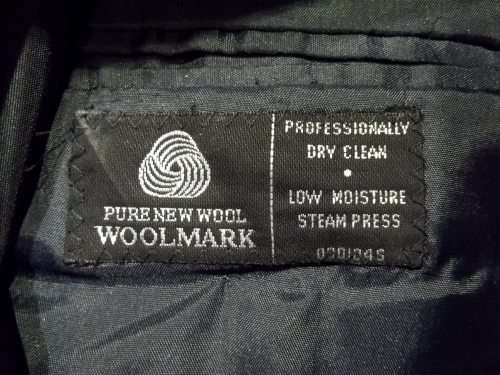 PURE NEW WOOL
WOOLMARK
PROFESSIONALLY
DRY CLEAN
•
LOW MOISTURE
STEAM PRESS